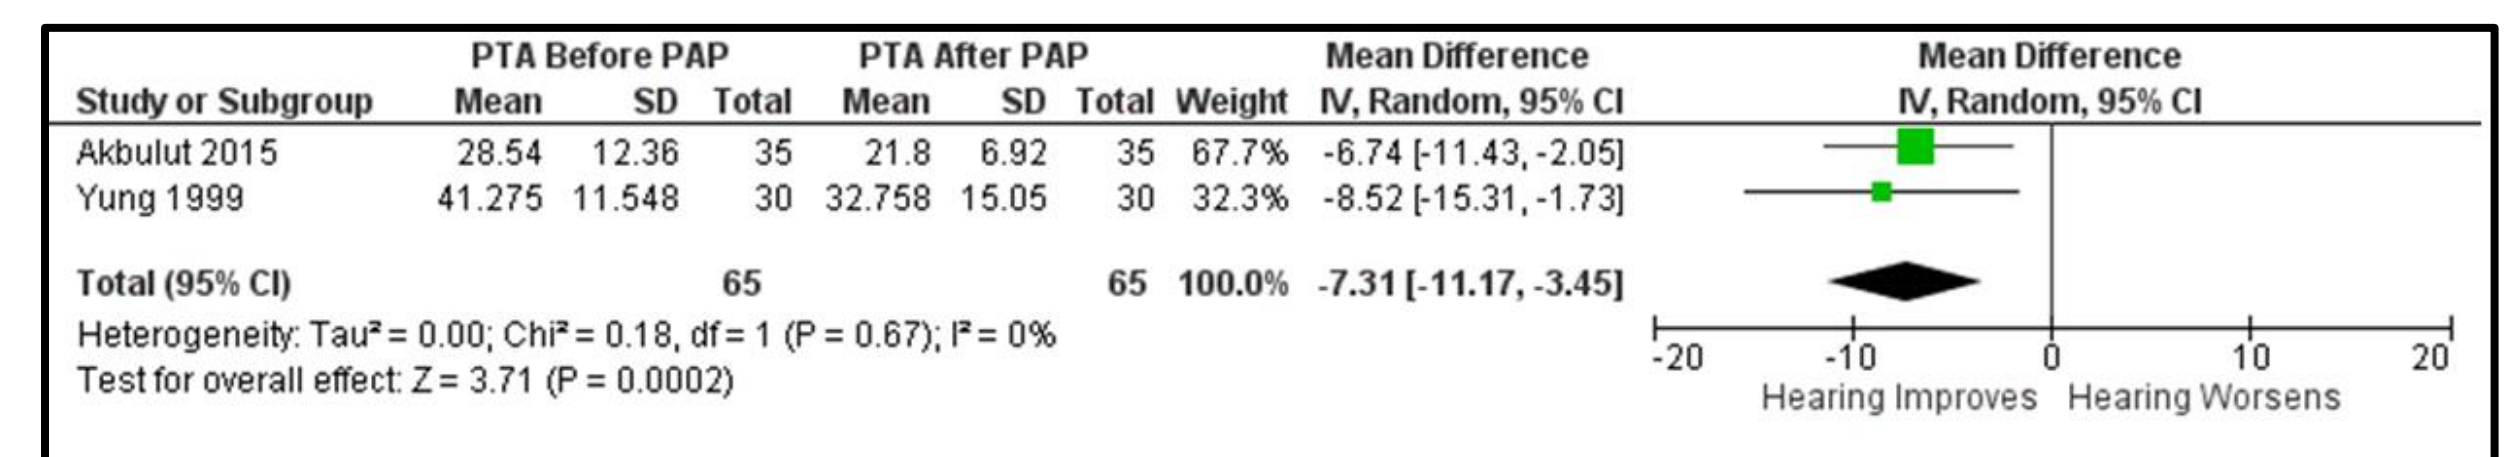 PTA Before PAP PTA After PAP Mean Difference Mean Difference
Study or Subgroup Mean SD Total Mean SD Total Weight IV, Random, 95% CI IV, Random, 95% CI
Akbulut 2015 28.54 12.36 35 21.8 6.92 35 67.7% -6.74 [-11.43, -2.05]
Yung 1999 41.275 11.548 30 32.758 15.05 30 32.3% -8.52 [-15.31, -1.73]
Total (95% CI) 65 65 100.0% -7.31 [-11.17, -3.45]
Heterogeneity: Tau² = 0.00; Chi² = 0.18, df = 1 (P = 0.67); I² = 0%
Test for overall effect: Z = 3.71 (P = 0.0002)
-20 -10 0 10 20
Hearing Improves Hearing Worsens